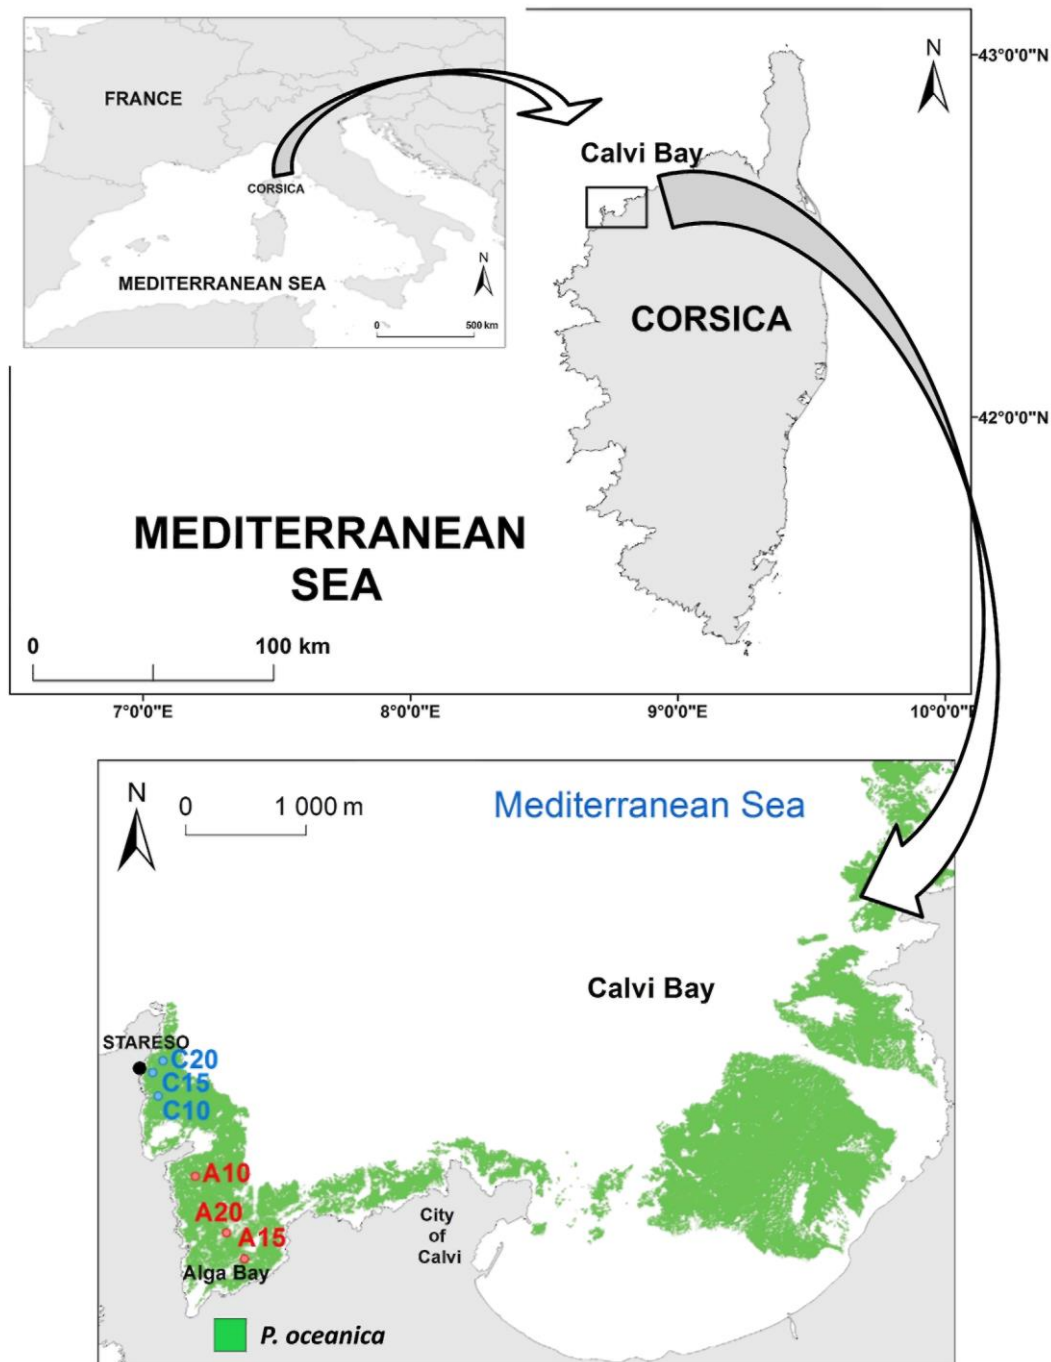 FRANCE
CORSICA
MEDITERRANEAN SEA
N
0 500 km
N
43°0'0"N
Calvi Bay
CORSICA
42°0'0"N
MEDITERRANEAN
SEA
0 100 km
7°0'0"E 8°0'0"E 9°0'0"E 10°0'0"E
N
0 1 000 m
Mediterranean Sea
Calvi Bay
STARESO
C20
C15
C10
A10
A20
A15
Alga Bay
City
of
Calvi
P. oceanica